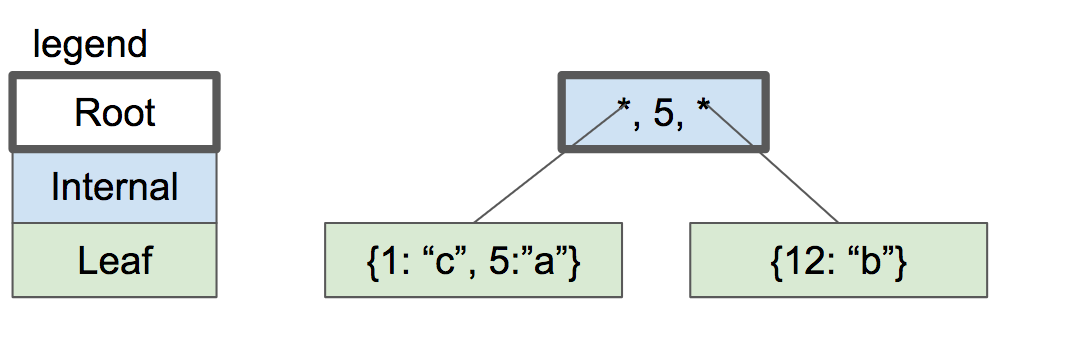 legend
Root
Internal
Leaf
*, 5, *
{1: “c”, 5:”a”}
{12: “b”}